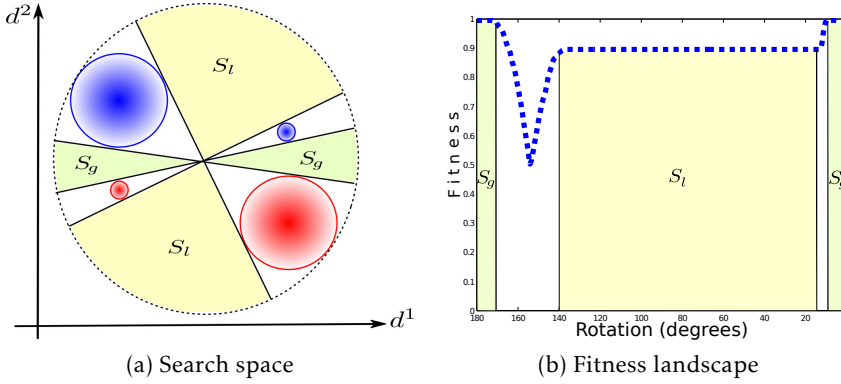 d²
S_l
S_g
S_g
S_l
d¹
(a) Search space
1
0.9
0.8
0.7
0.6
0.5
0.4
0.3
0.2
0.1
0
Fitness
S_g
S_l
S_g
180 160 140 120 100 80 60 40 20
Rotation (degrees)
(b) Fitness landscape